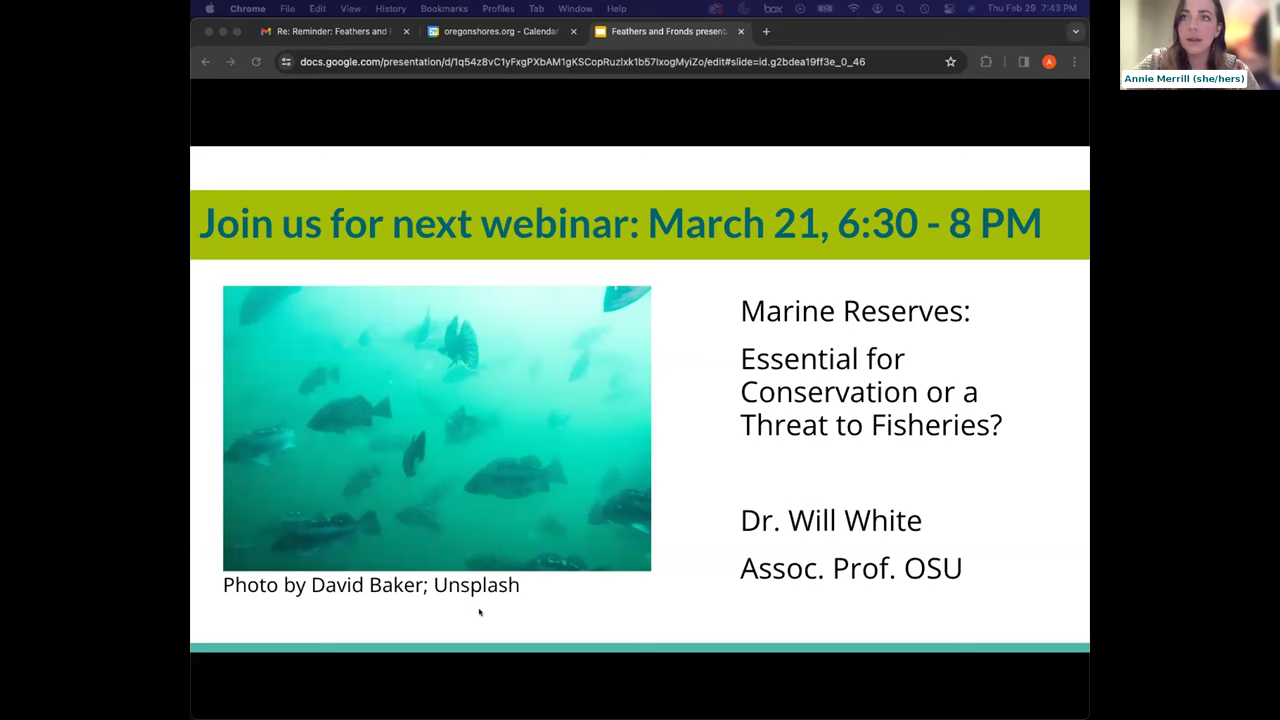 Chrome File Edit View History Bookmarks Profiles Tab Window Help box Thu Feb 29 7:43 PM
Re: Reminder: Feathers and oregonshores.org - Calendar Feathers and Fronds present
docs.google.com/presentation/d/1q54z8vC1yFxgPXbAM1gKSCopRuzlxk1b57IxogMyiZo/edit#slide=id.g2bdea19ff3e_0_46 A
Annie Merrill (she/hers)
Join us for next webinar: March 21, 6:30 - 8 PM
Marine Reserves:
Essential for
Conservation or a
Threat to Fisheries?
Dr. Will White
Assoc. Prof. OSU
Photo by David Baker; Unsplash